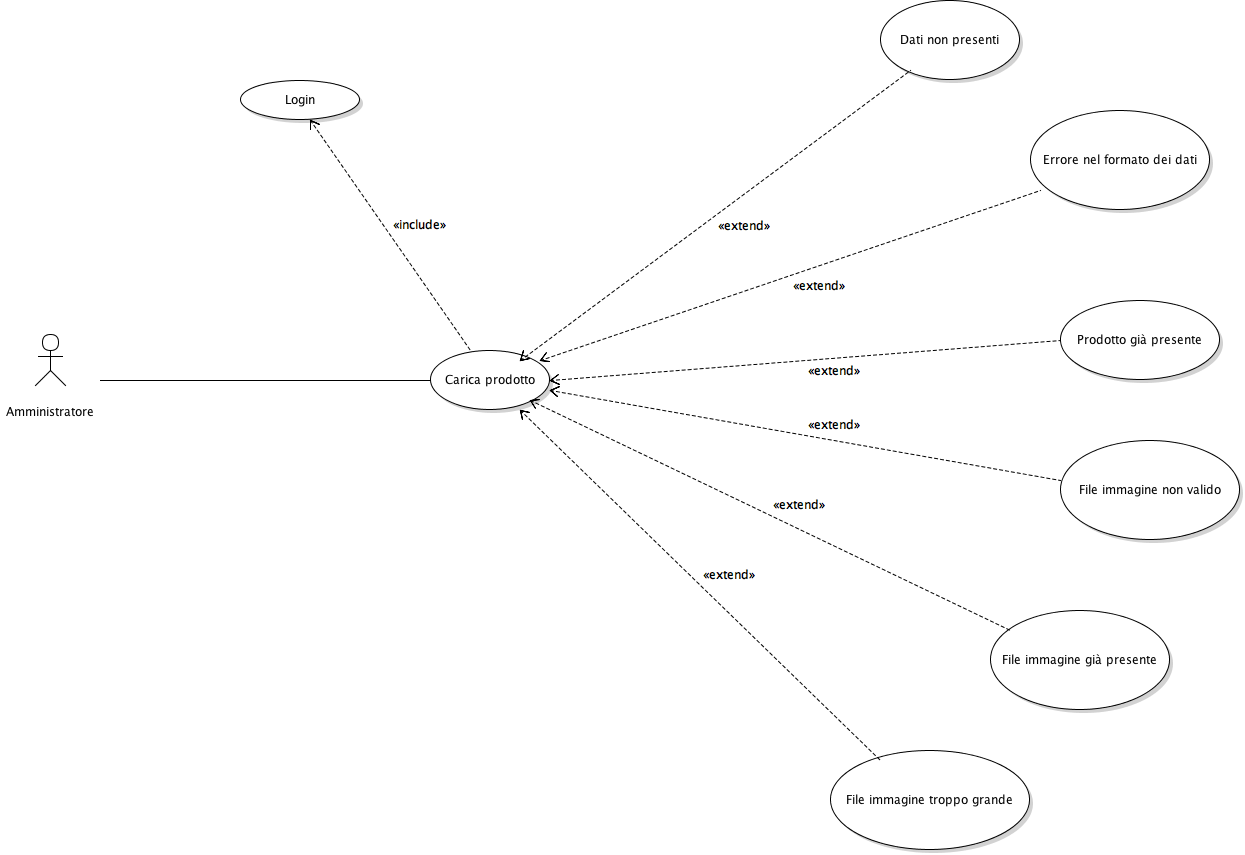 Dati non presenti
Login
Errore nel formato dei dati
«include»
«extend»
«extend»
Prodotto già presente
«extend»
Carica prodotto
Amministratore
«extend»
File immagine non valido
«extend»
«extend»
File immagine già presente
File immagine troppo grande